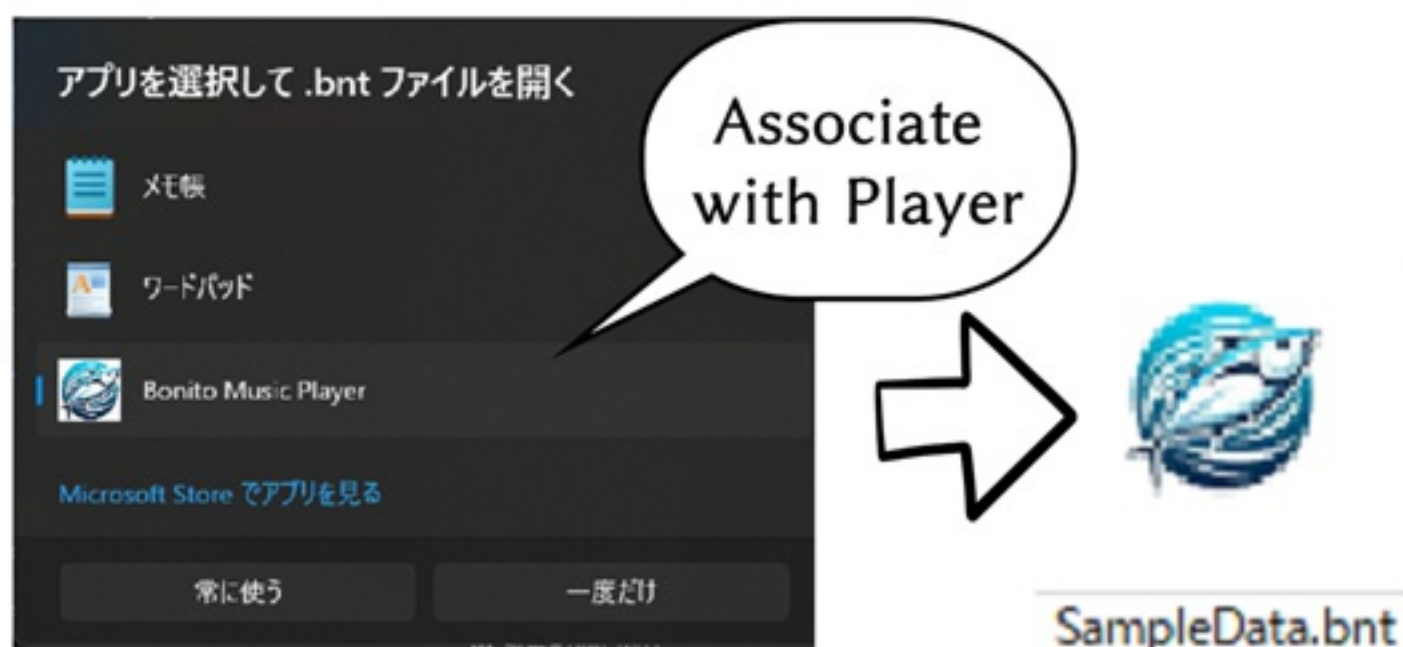 アプリを選択して .bnt ファイルを開く
メモ帳
ワードパッド
Bonito Music Player
Microsoft Store でアプリを見る
常に使う
一度だけ
Associate
with Player
SampleData.bnt